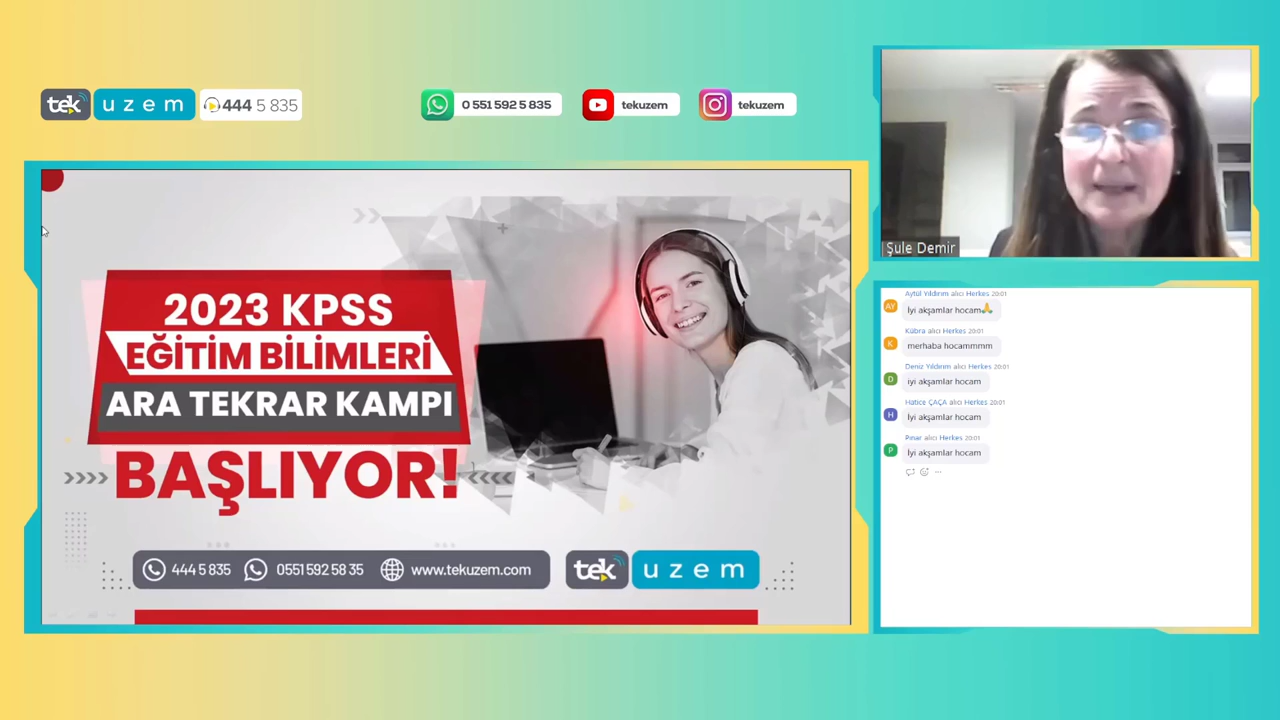 tek uzem 444 5 835
0 551 592 5 835
tekuzem
tekuzem
2023 KPSS
EĞİTİM BİLİMLERİ
ARA TEKRAR KAMPI
BAŞLIYOR!
444 5 835
0551 592 58 35
www.tekuzem.com
tek uzem
Şule Demir
Aytül Yıldırım alıcı Herkes 20:01
AY
İyi akşamlar hocam🙏
Kübra alıcı Herkes 20:01
K
merhaba hocammmm
Deniz Yıldırım alıcı Herkes 20:01
D
iyi akşamlar hocam
Hatice ÇAÇA alıcı Herkes 20:01
H
İyi akşamlar hocam
Pınar alıcı Herkes 20:01
P
İyi akşamlar hocam